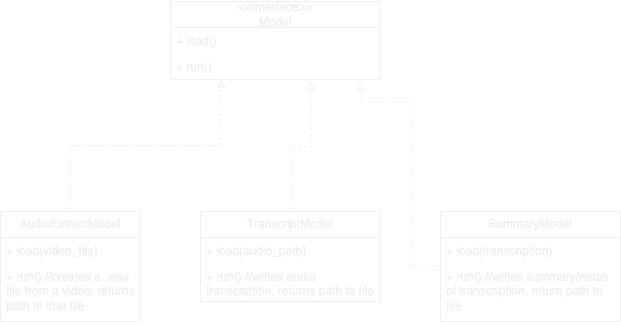 <<Interface>>
Model
+ load()
+ run()
AudioExtractModel
+ load(video_file)
+ run() //creates a .wav
file from a video, returns
path to that file
TranscriptModel
+ load(audio_path)
+ run() //writes audio
transcription, returns path to file
SummaryModel
+ load(transcription)
+ run() //writes summary/notes
of transcription, return path to
file